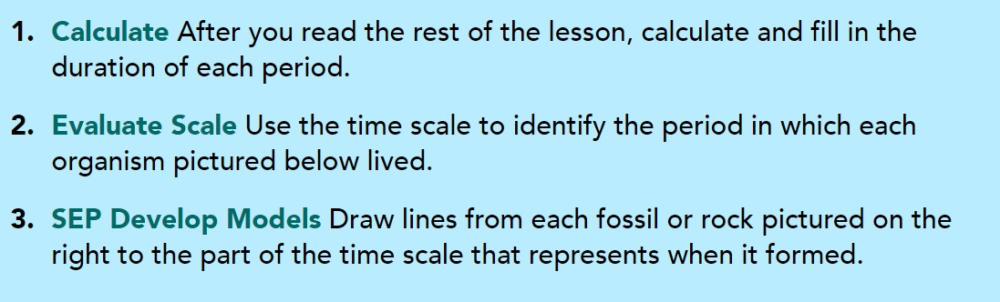 1. Calculate After you read the rest of the lesson, calculate and fill in the
duration of each period.
2. Evaluate Scale Use the time scale to identify the period in which each
organism pictured below lived.
3. SEP Develop Models Draw lines from each fossil or rock pictured on the
right to the part of the time scale that represents when it formed.